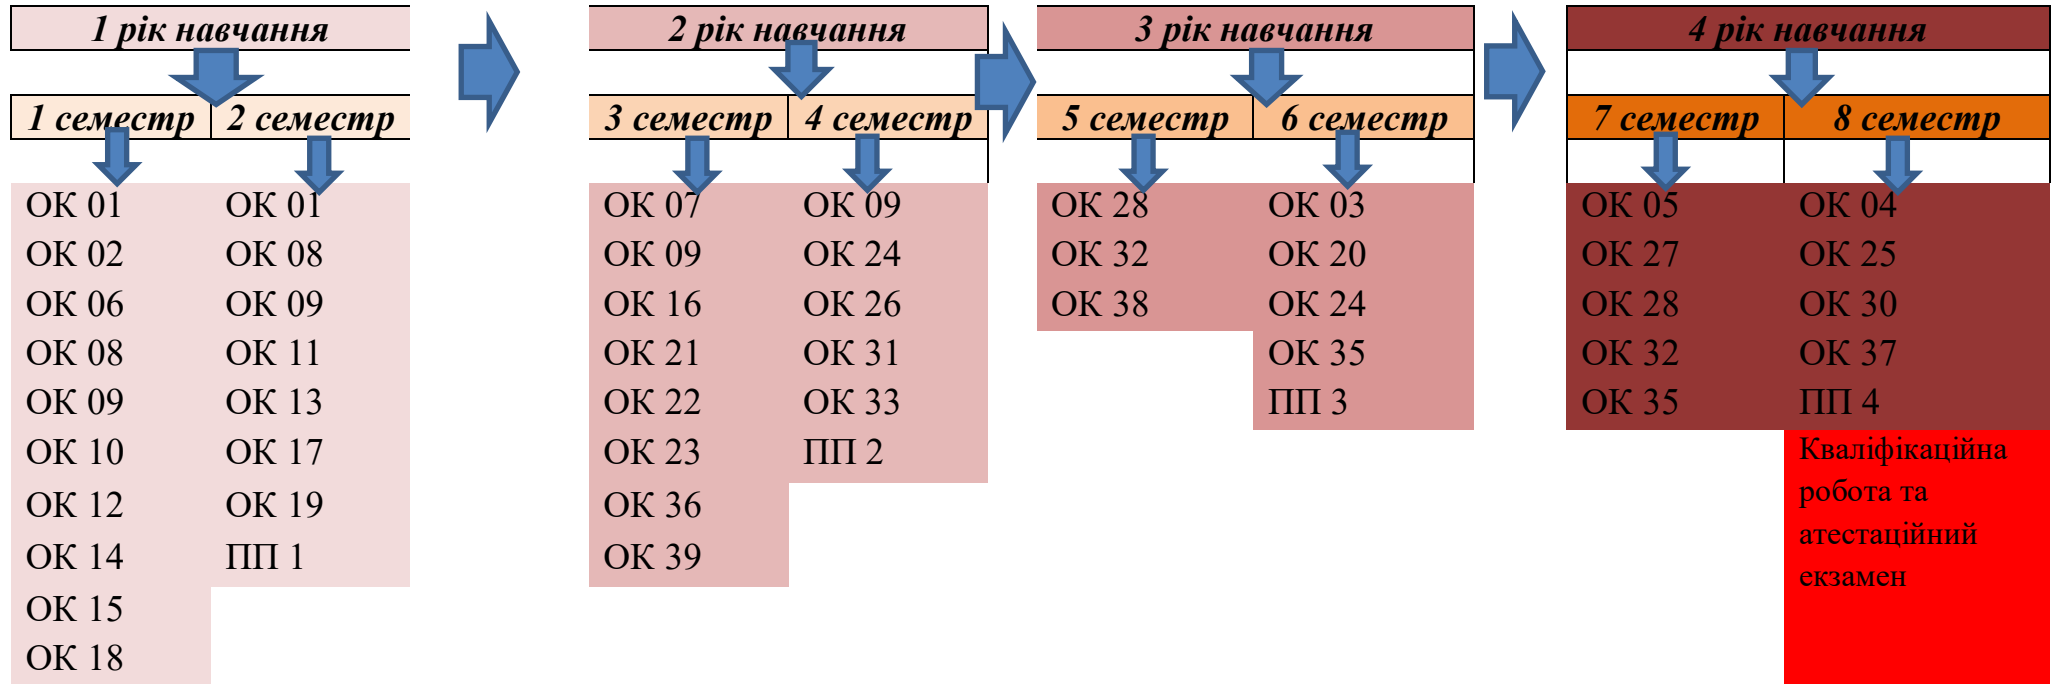 1 рік навчання
2 рік навчання
3 рік навчання
4 рік навчання
1 семестр
2 семестр
3 семестр
4 семестр
5 семестр
6 семестр
7 семестр
8 семестр
ОК 01
ОК 02
ОК 06
ОК 08
ОК 09
ОК 10
ОК 12
ОК 14
ОК 15
ОК 18
ОК 01
ОК 08
ОК 09
ОК 11
ОК 13
ОК 17
ОК 19
ПП 1
ОК 07
ОК 09
ОК 16
ОК 21
ОК 22
ОК 23
ОК 36
ОК 39
ОК 09
ОК 24
ОК 26
ОК 31
ОК 33
ПП 2
ОК 28
ОК 32
ОК 38
ОК 03
ОК 20
ОК 24
ОК 35
ПП 3
ОК 05
ОК 27
ОК 28
ОК 32
ОК 35
ОК 04
ОК 25
ОК 30
ОК 37
ПП 4
Кваліфікаційна
робота та
атестаційний
екзамен